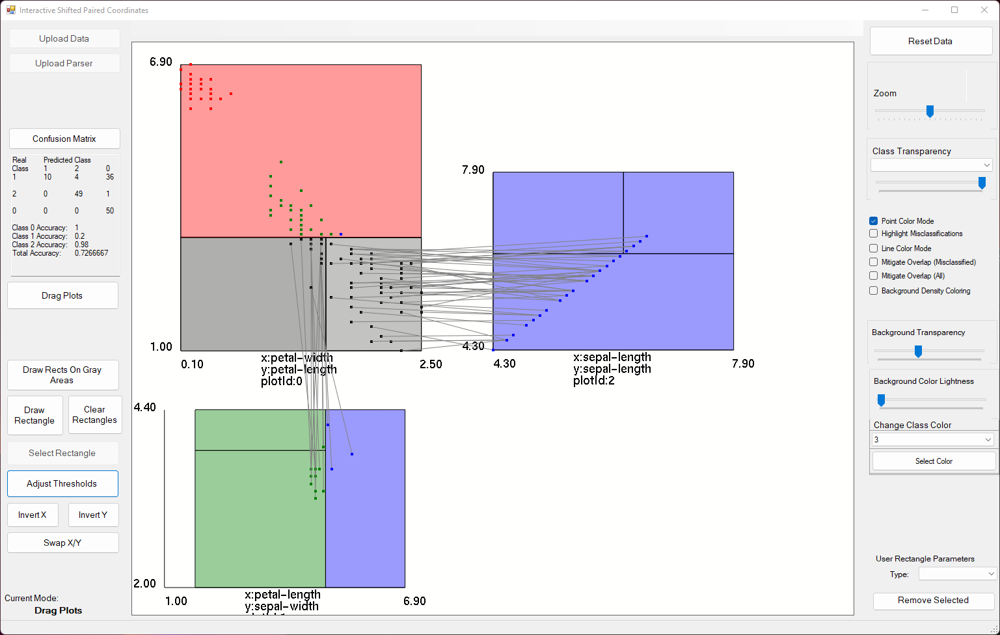 Interactive Shifted Paired Coordinates
Upload Data
Upload Parser
Confusion Matrix
Real Predicted Class
Class 1 2 0
1 10 4 36
2 0 49 1
0 0 0 50
Class 0 Accuracy: 1
Class 1 Accuracy: 0.2
Class 2 Accuracy: 0.98
Total Accuracy: 0.7266667
Drag Plots
Draw Rects On Gray
Areas
Draw
Rectangle
Clear
Rectangles
Select Rectangle
Adjust Thresholds
Invert X
Invert Y
Swap X/Y
Current Mode:
Drag Plots
6.90
1.00
0.10
2.50
x:petal-width
y:petal-length
plotId:0
7.90
4.30
4.30
7.90
x:sepal-length
y:sepal-length
plotId:2
4.40
2.00
1.00
6.90
x:petal-length
y:sepal-width
Reset Data
Zoom
Class Transparency
Point Color Mode
Highlight Misclassifications
Line Color Mode
Mitigate Overlap (Misclassified)
Mitigate Overlap (All)
Background Density Coloring
Background Transparency
Background Color Lightness
Change Class Color
3
Select Color
User Rectangle Parameters
Type:
Remove Selected